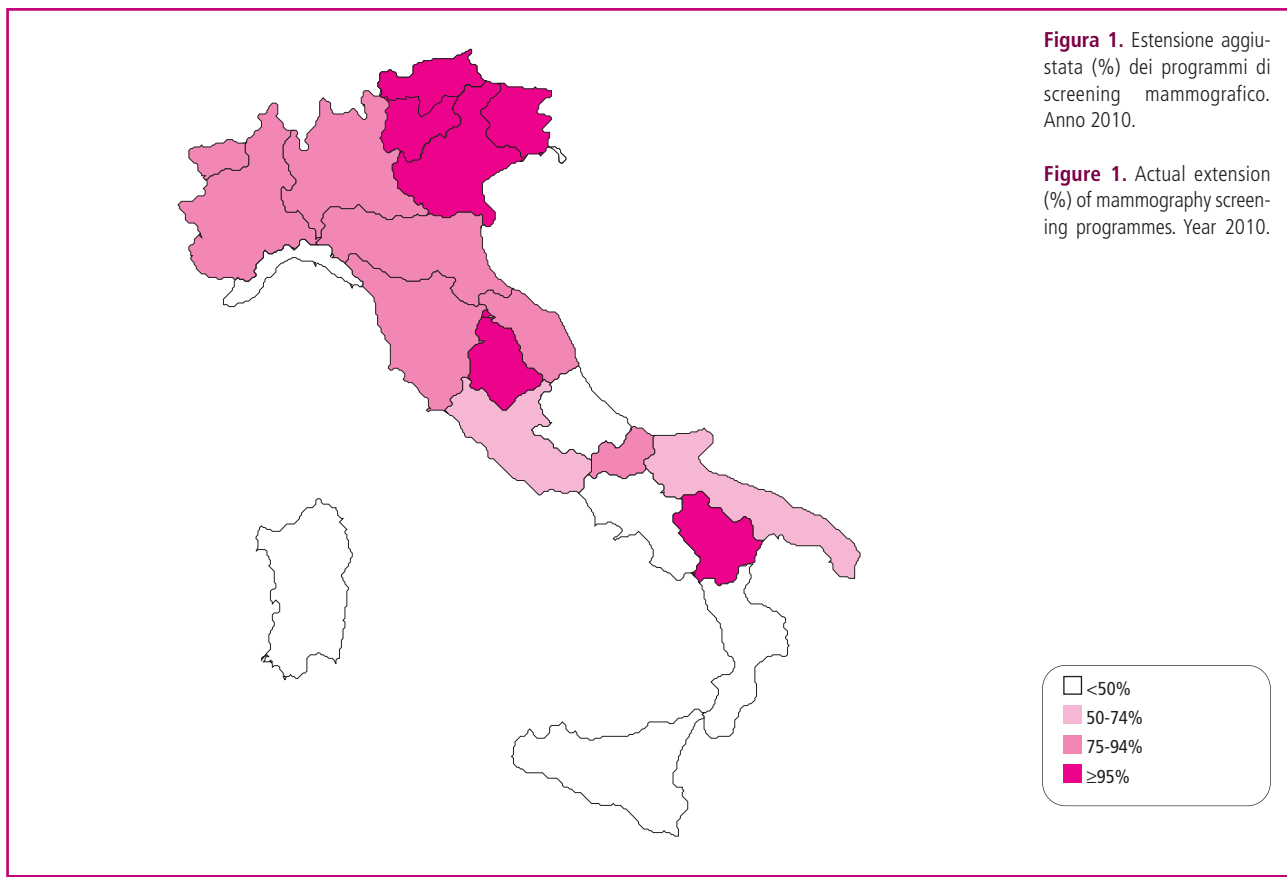 Figura 1. Estensione aggiu-
stata (%) dei programmi di
screening mammografico.
Anno 2010.
Figure 1. Actual extension
(%) of mammography screen-
ing programmes. Year 2010.
<50%
50-74%
75-94%
≥95%